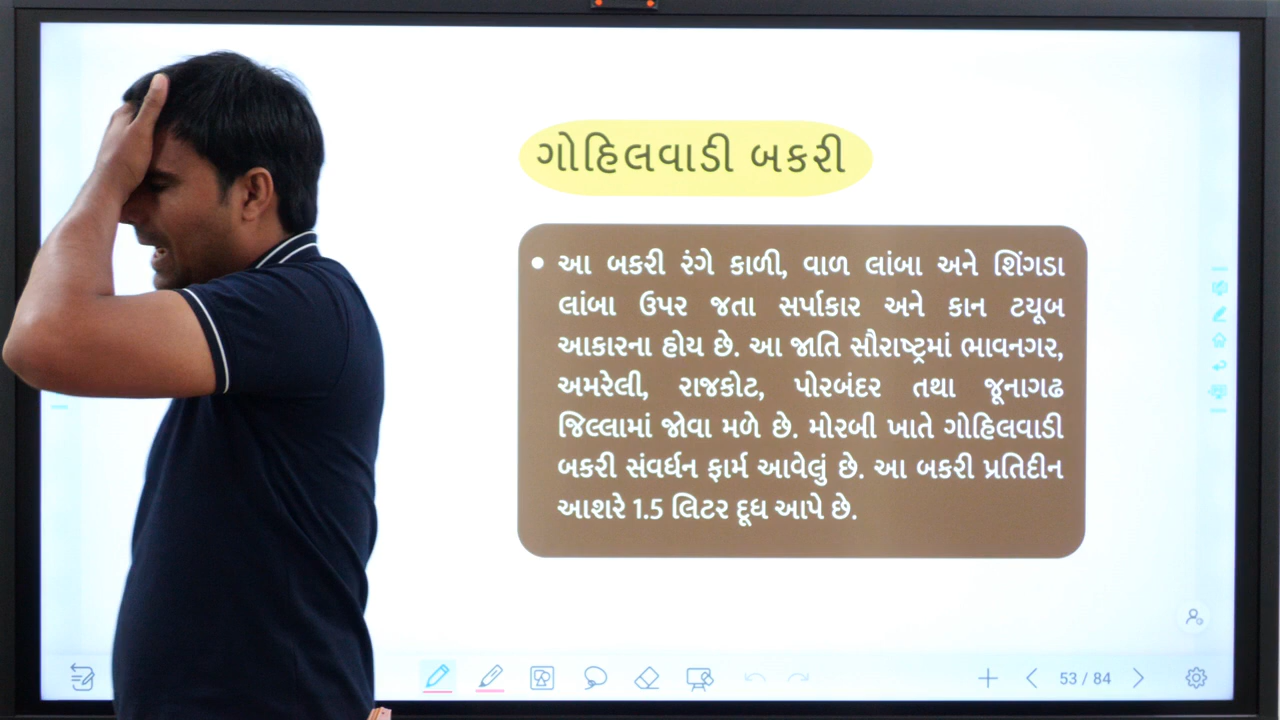 ગોહિલવાડી બકરી
• આ બકરી રંગે કાળી, વાળ લાંબા અને શિંગડા
લાંબા ઉપર જતા સર્પાકાર અને કાન ટયૂબ
આકારના હોય છે. આ જાતિ સૌરાષ્ટ્રમાં ભાવનગર,
અમરેલી, રાજકોટ, પોરબંદર તથા જૂનાગઢ
જિલ્લામાં જોવા મળે છે. મોરબી ખાતે ગોહિલવાડી
બકરી સંવર્ધન ફાર્મ આવેલું છે. આ બકરી પ્રતિદીન
આશરે 1.5 લિટર દૂધ આપે છે.
53 / 84